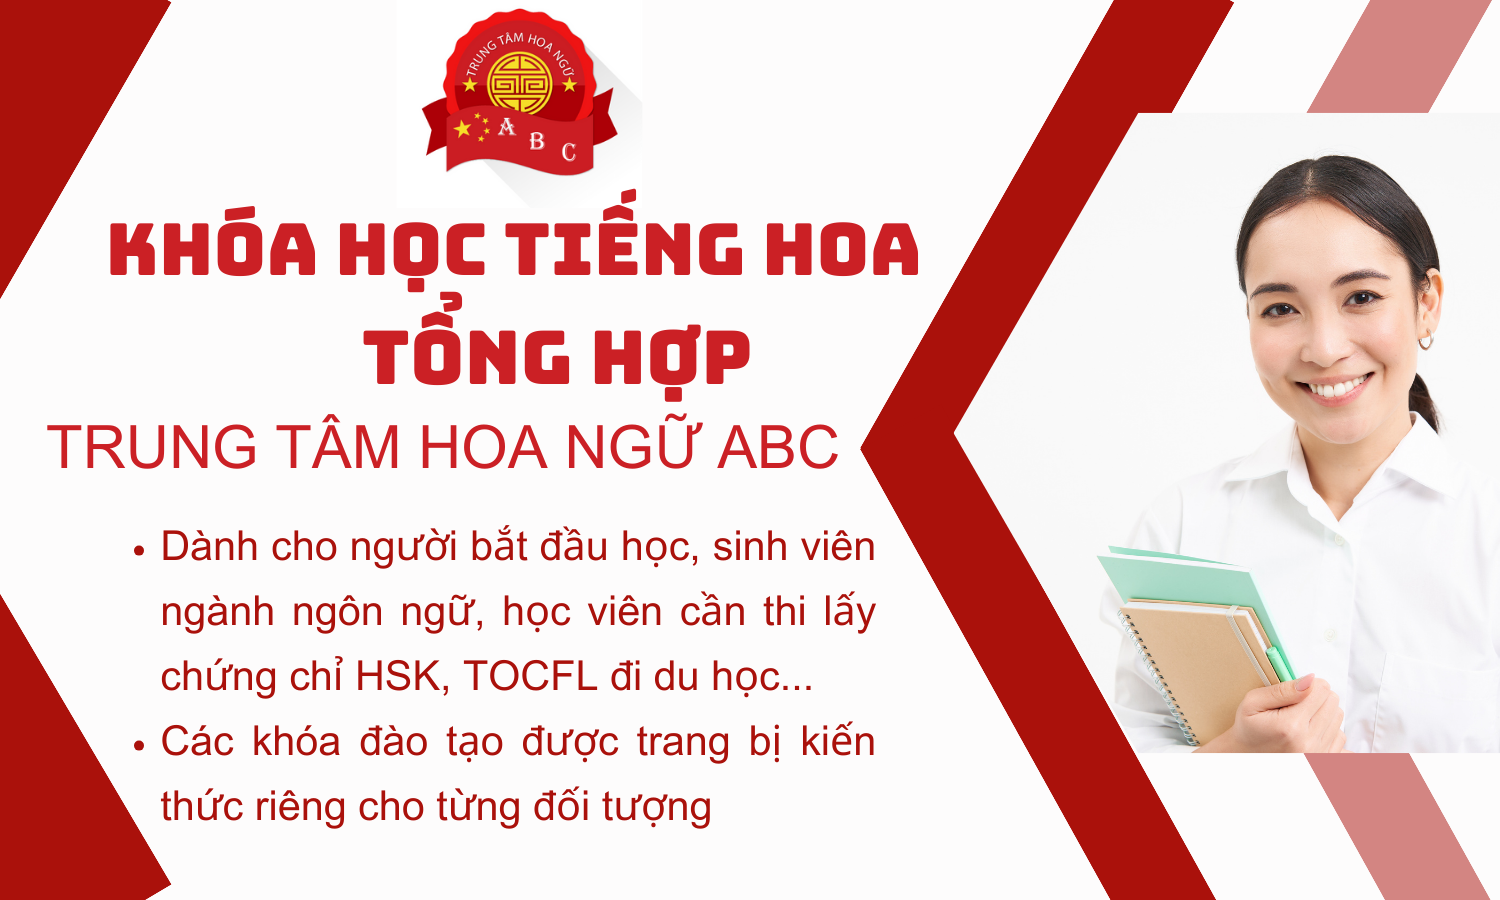 TRUNG TÂM HOA NGỮ
A B C
KHÓA HỌC TIẾNG HOA
TỔNG HỢP
TRUNG TÂM HOA NGỮ ABC
• Dành cho người bắt đầu học, sinh viên
ngành ngôn ngữ, học viên cần thi lấy
chứng chỉ HSK, TOCFL đi du học...
• Các khóa đào tạo được trang bị kiến
thức riêng cho từng đối tượng